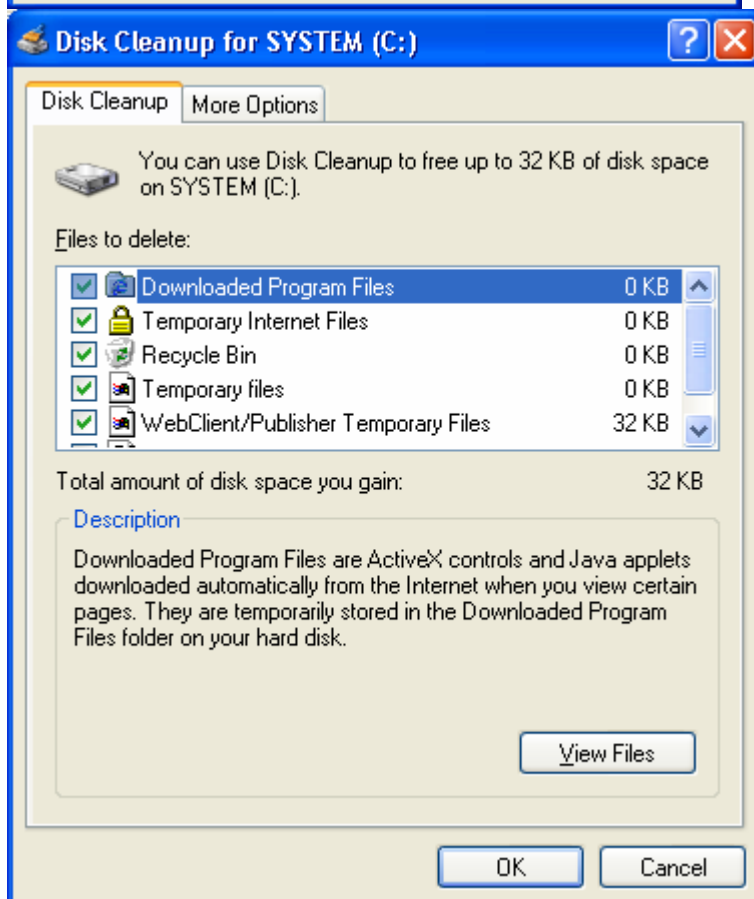 Disk Cleanup for SYSTEM (C:)
Disk Cleanup
More Options
You can use Disk Cleanup to free up to 32 KB of disk space
on SYSTEM (C:).
Files to delete:
Downloaded Program Files 0 KB
Temporary Internet Files 0 KB
Recycle Bin 0 KB
Temporary files 0 KB
WebClient/Publisher Temporary Files 32 KB
Total amount of disk space you gain: 32 KB
Description
Downloaded Program Files are ActiveX controls and Java applets
downloaded automatically from the Internet when you view certain
pages. They are temporarily stored in the Downloaded Program
Files folder on your hard disk.
View Files
OK Cancel